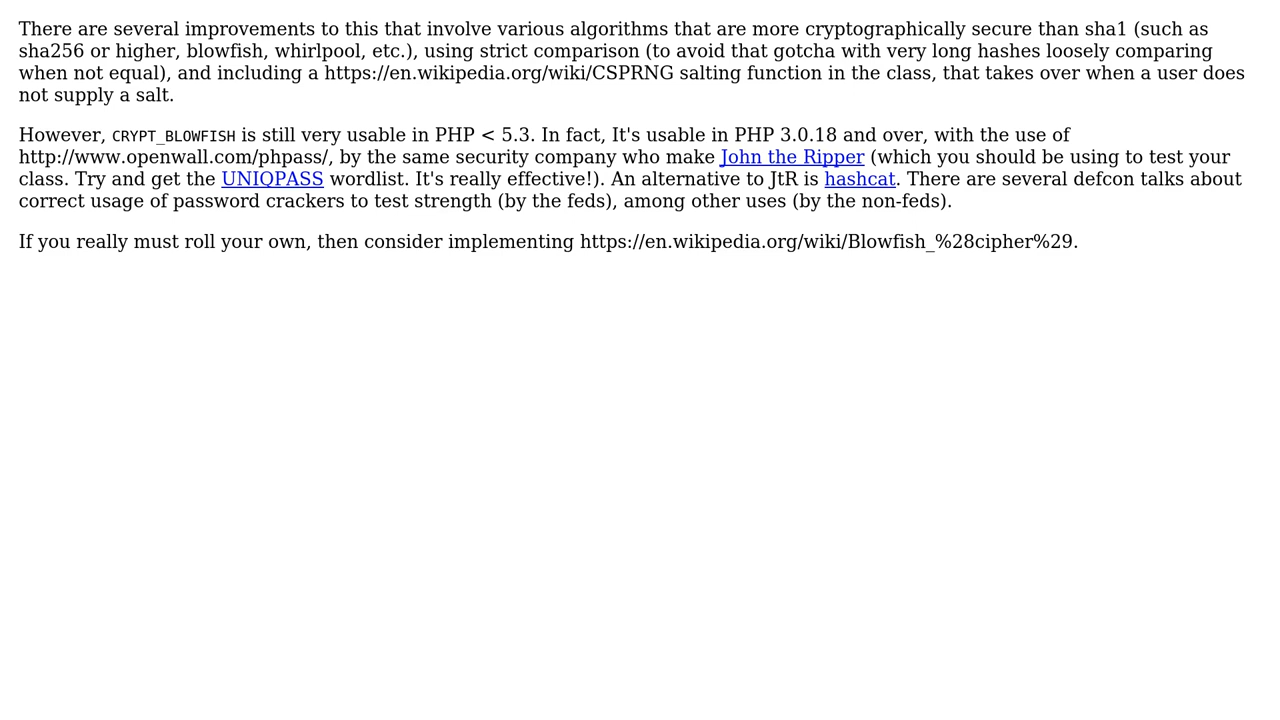 There are several improvements to this that involve various algorithms that are more cryptographically secure than sha1 (such as
sha256 or higher, blowfish, whirlpool, etc.), using strict comparison (to avoid that gotcha with very long hashes loosely comparing
when not equal), and including a https://en.wikipedia.org/wiki/CSPRNG salting function in the class, that takes over when a user does
not supply a salt.
However, CRYPT_BLOWFISH is still very usable in PHP < 5.3. In fact, It's usable in PHP 3.0.18 and over, with the use of
http://www.openwall.com/phpass/, by the same security company who make John the Ripper (which you should be using to test your
class. Try and get the UNIQPASS wordlist. It's really effective!). An alternative to JtR is hashcat. There are several defcon talks about
correct usage of password crackers to test strength (by the feds), among other uses (by the non-feds).
If you really must roll your own, then consider implementing https://en.wikipedia.org/wiki/Blowfish_%28cipher%29.